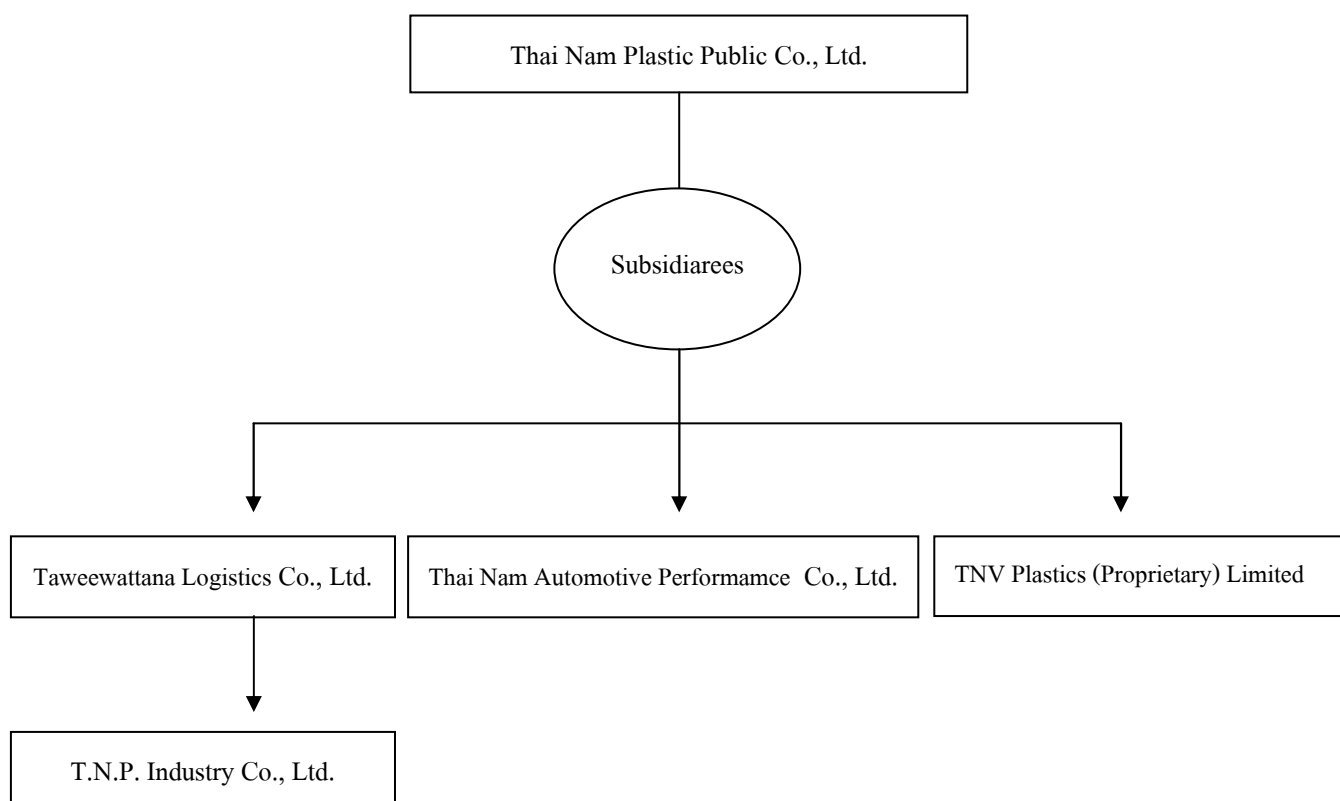 Thai Nam Plastic Public Co., Ltd.
Subsidiarees
Taweewattana Logistics Co., Ltd.
Thai Nam Automotive Performamce Co., Ltd.
TNV Plastics (Proprietary) Limited
T.N.P. Industry Co., Ltd.